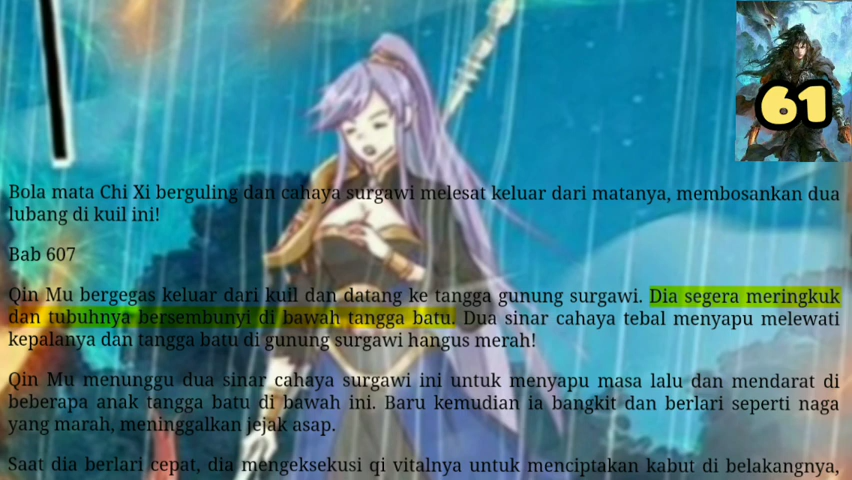 61
Bola mata Chi Xi berguling dan cahaya surgawi melesat keluar dari matanya, membosankan dua
lubang di kuil ini!
Bab 607
Qin Mu bergegas keluar dari kuil dan datang ke tangga gunung surgawi. Dia segera meringkuk
dan tubuhnya bersembunyi di bawah tangga batu. Dua sinar cahaya tebal menyapu melewati
kepalanya dan tangga batu di gunung surgawi hangus merah!
Qin Mu menunggu dua sinar cahaya surgawi ini untuk menyapu masa lalu dan mendarat di
beberapa anak tangga batu di bawah ini. Baru kemudian ia bangkit dan berlari seperti naga
yang marah, meninggalkan jejak asap.
Saat dia berlari cepat, dia mengeksekusi qi vitalnya untuk menciptakan kabut di belakangnya,